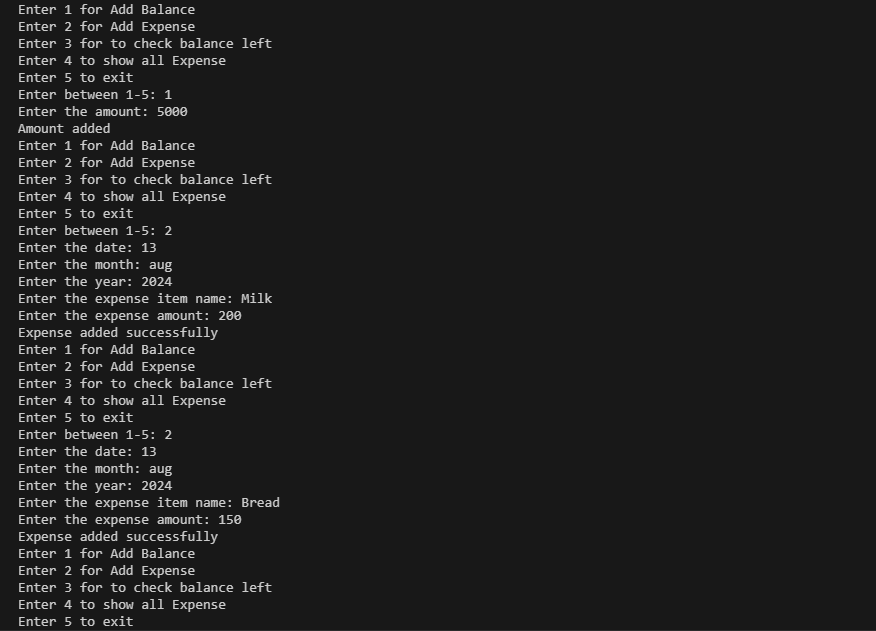 Enter 1 for Add Balance
Enter 2 for Add Expense
Enter 3 for to check balance left
Enter 4 to show all Expense
Enter 5 to exit
Enter between 1-5: 1
Enter the amount: 5000
Amount added
Enter 1 for Add Balance
Enter 2 for Add Expense
Enter 3 for to check balance left
Enter 4 to show all Expense
Enter 5 to exit
Enter between 1-5: 2
Enter the date: 13
Enter the month: aug
Enter the year: 2024
Enter the expense item name: Milk
Enter the expense amount: 200
Expense added successfully
Enter 1 for Add Balance
Enter 2 for Add Expense
Enter 3 for to check balance left
Enter 4 to show all Expense
Enter 5 to exit
Enter between 1-5: 2
Enter the date: 13
Enter the month: aug
Enter the year: 2024
Enter the expense item name: Bread
Enter the expense amount: 150
Expense added successfully
Enter 1 for Add Balance
Enter 2 for Add Expense
Enter 3 for to check balance left
Enter 4 to show all Expense
Enter 5 to exit